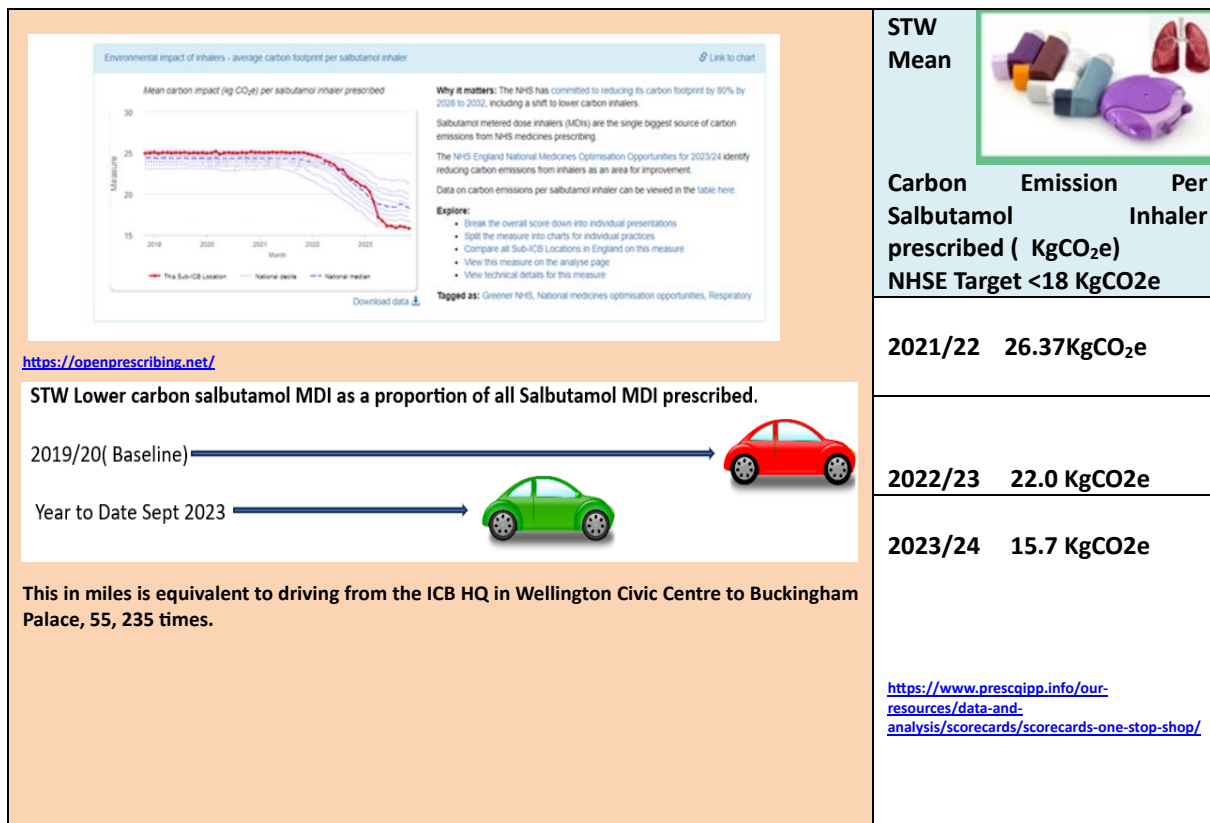 Environmental impact of inhalers - average carbon footprint per salbutamol inhaler
Link to chart
Mean carbon impact (kg CO₂e) per salbutamol inhaler prescribed
30
25
20
15
Measure
2019 2020 2021 2022 2023
Month
This Sub-ICB Location National decile National median
Download data
Why it matters: The NHS has committed to reducing its carbon footprint by 80% by
2028 to 2032, including a shift to lower carbon inhalers.
Salbutamol metered dose inhalers (MDIs) are the single biggest source of carbon
emissions from NHS medicines prescribing.
The NHS England National Medicines Optimisation Opportunities for 2023/24 identify
reducing carbon emissions from inhalers as an area for improvement.
Data on carbon emissions per salbutamol inhaler can be viewed in the table here.
Explore:
• Break the overall score down into individual presentations
• Split the measure into charts for individual practices
• Compare all Sub-ICB Locations in England on this measure
• View this measure on the analyse page
• View technical details for this measure
Tagged as: Greener NHS, National medicines optimisation opportunities, Respiratory
https://openprescribing.net/
STW Lower carbon salbutamol MDI as a proportion of all Salbutamol MDI prescribed.
2019/20( Baseline)
Year to Date Sept 2023
This in miles is equivalent to driving from the ICB HQ in Wellington Civic Centre to Buckingham
Palace, 55, 235 times.
STW
Mean
Carbon Emission Per
Salbutamol Inhaler
prescribed ( KgCO₂e)
NHSE Target <18 KgCO2e
2021/22 26.37KgCO₂e
2022/23 22.0 KgCO2e
2023/24 15.7 KgCO2e
https://www.prescqipp.info/our-
resources/data-and-
analysis/scorecards/scorecards-one-stop-shop/